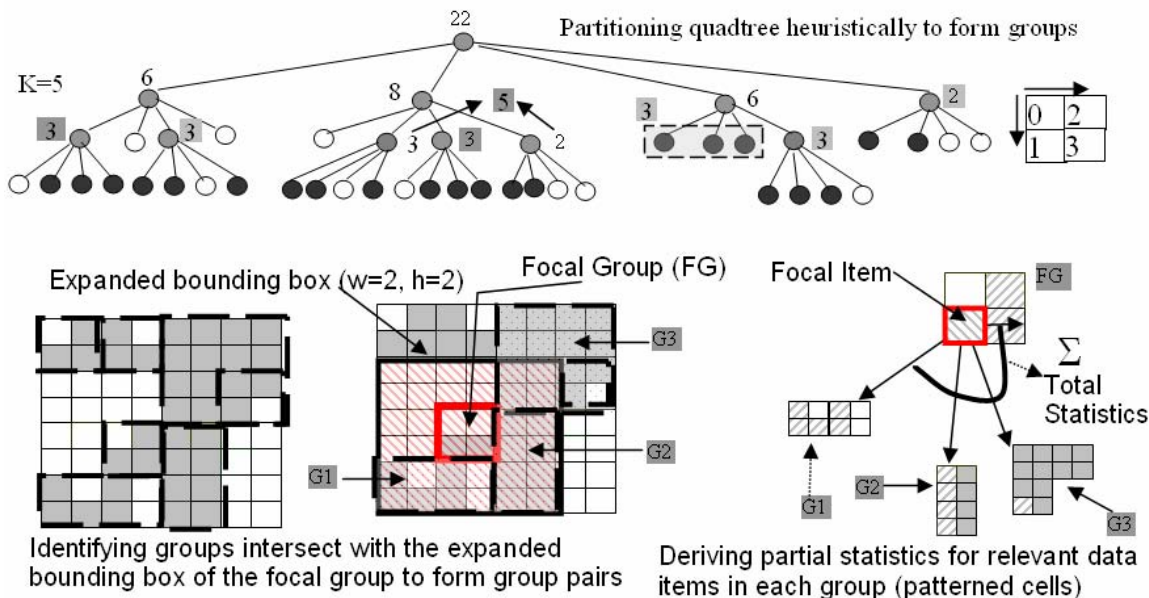 22
Partitioning quadtree heuristically to form groups
K=5
6
8
5
3
6
2
3
3
3
3
2
3
0 2
1 3
Expanded bounding box (w=2, h=2)
Focal Group (FG)
Focal Item
FG
G3
Σ
Total
Statistics
G1
G2
G1
G2
G3
Identifying groups intersect with the expanded
bounding box of the focal group to form group pairs
Deriving partial statistics for relevant data
items in each group (patterned cells)